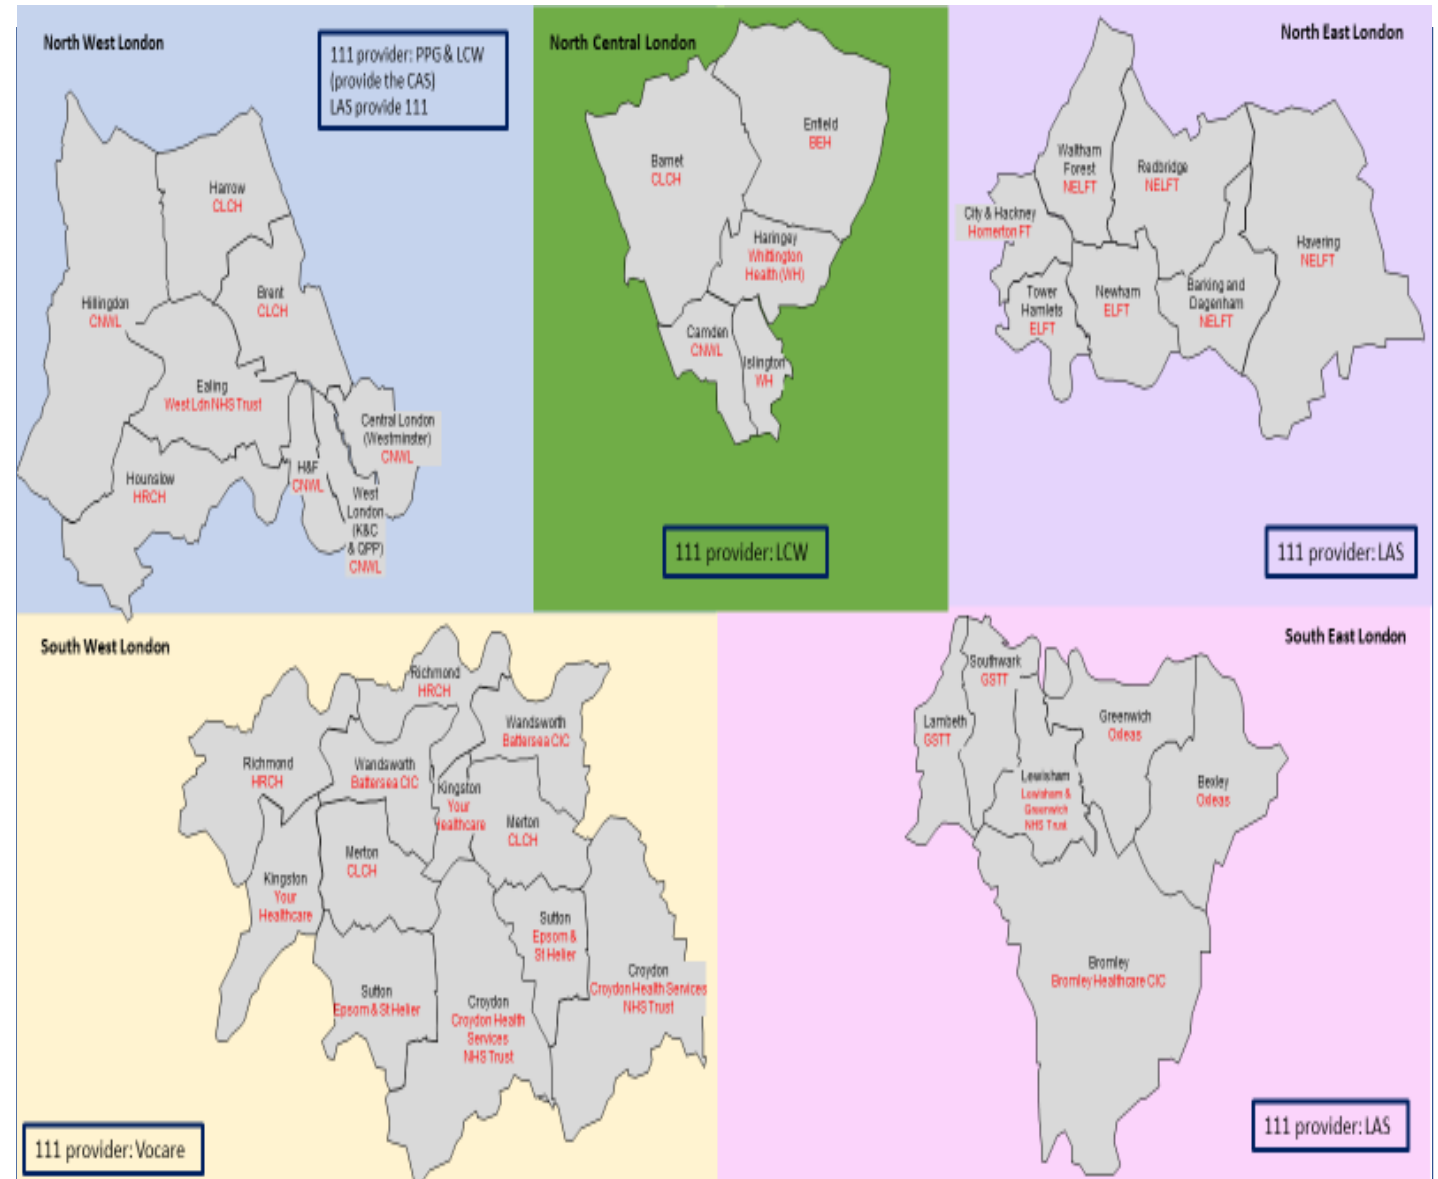 North West London
111 provider: PPG & LCW
(provide the CAS)
LAS provide 111
Harrow
CLCH
Hillingdon
CNWL
Brent
CLCH
Ealing
West Ldn NHS Trust
Central London
(Westminster)
CNWL
Hounslow
HRCH
H&F
CNWL
West
London
(K&C
& QPP)
CNWL
North Central London
Enfield
BEH
Barnet
CLCH
Haringey
Whittington
Health (WH)
Camden
CNWL
Islington
WH
111 provider: LCW
North East London
Waltham
Forest
NELFT
Redbridge
NELFT
City & Hackney
Homerton FT
Havering
NELFT
Tower
Hamlets
ELFT
Newham
ELFT
Barking and
Dagenham
NELFT
111 provider: LAS
South West London
Richmond
HRCH
Wandsworth
Battersea CIC
Richmond
HRCH
Wandsworth
Battersea CIC
Kingston
Your
Healthcare
Merton
CLCH
Merton
CLCH
Kingston
Your
Healthcare
Sutton
Epsom &
St Helier
Sutton
Epsom & St Helier
Croydon
Croydon Health
Services
NHS Trust
Croydon
Croydon Health Services
NHS Trust
111 provider: Vocare
South East London
Southwark
GSTT
Lambeth
GSTT
Greenwich
Oxleas
Lewisham
Lewisham &
Greenwich
NHS Trust
Bexley
Oxleas
Bromley
Bromley Healthcare CIC
111 provider: LAS